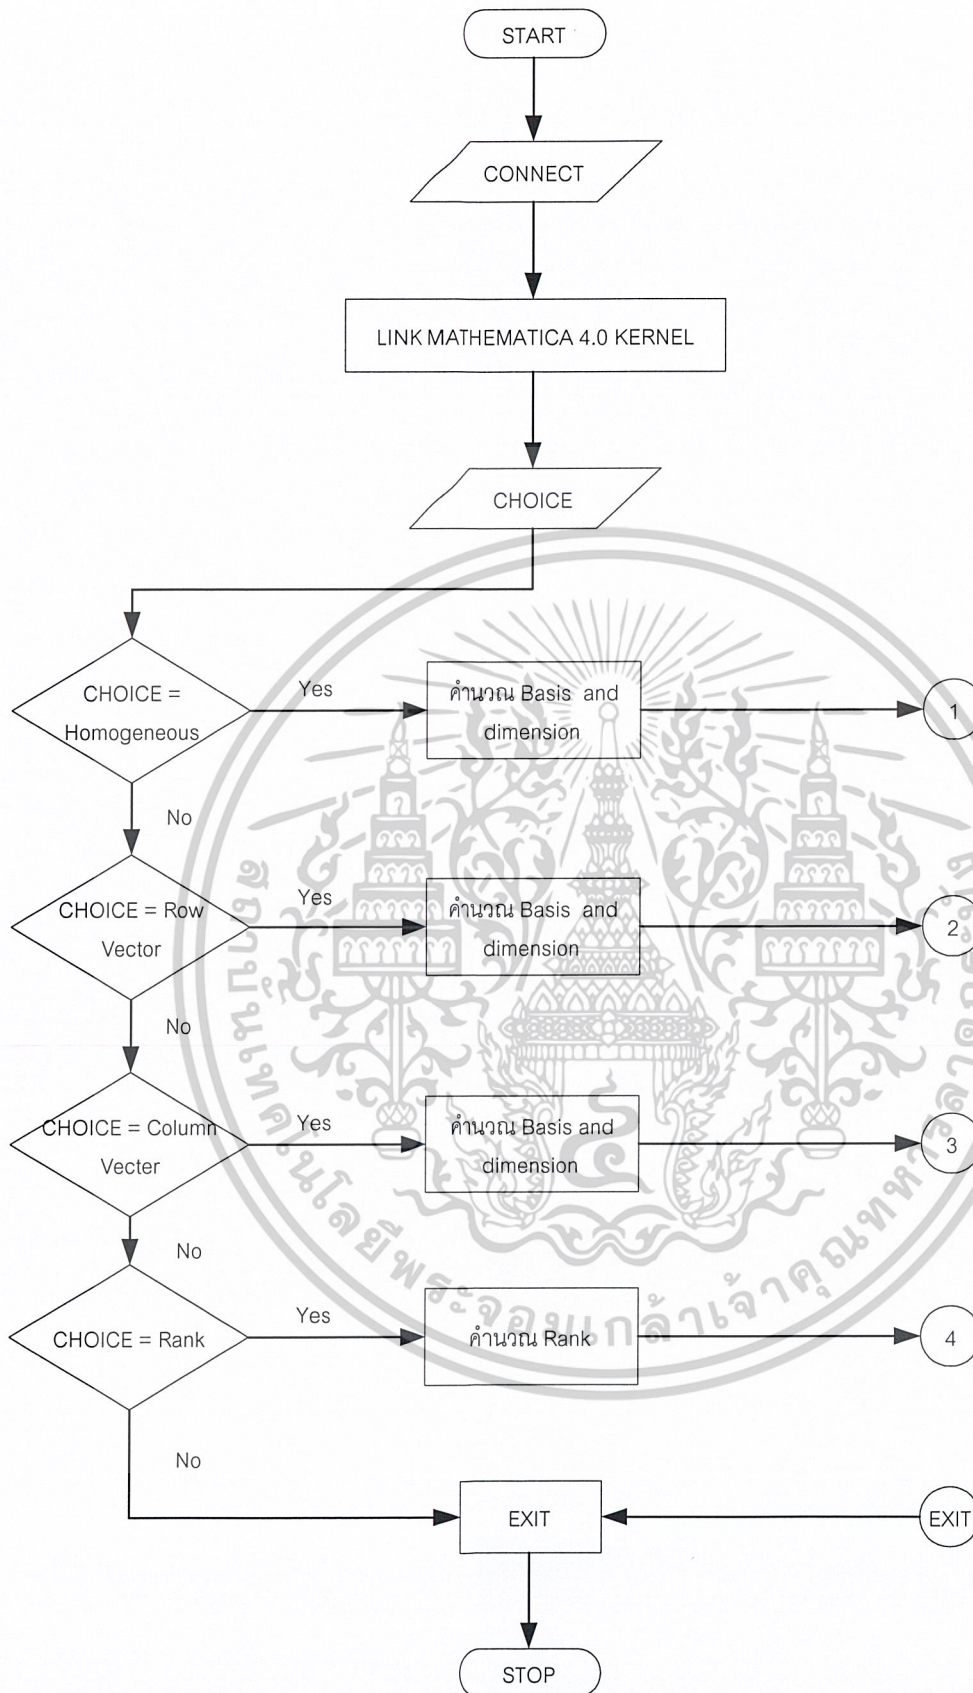 START
CONNECT
LINK MATHEMATICA 4.0 KERNEL
CHOICE
CHOICE =
Homogeneous
Yes
คำนวณ Basis and
dimension
1
No
CHOICE = Row
Vector
Yes
คำนวณ Basis and
dimension
2
No
CHOICE = Column
Vecter
Yes
คำนวณ Basis and
dimension
3
No
CHOICE = Rank
Yes
คำนวณ Rank
4
No
EXIT
EXIT
STOP